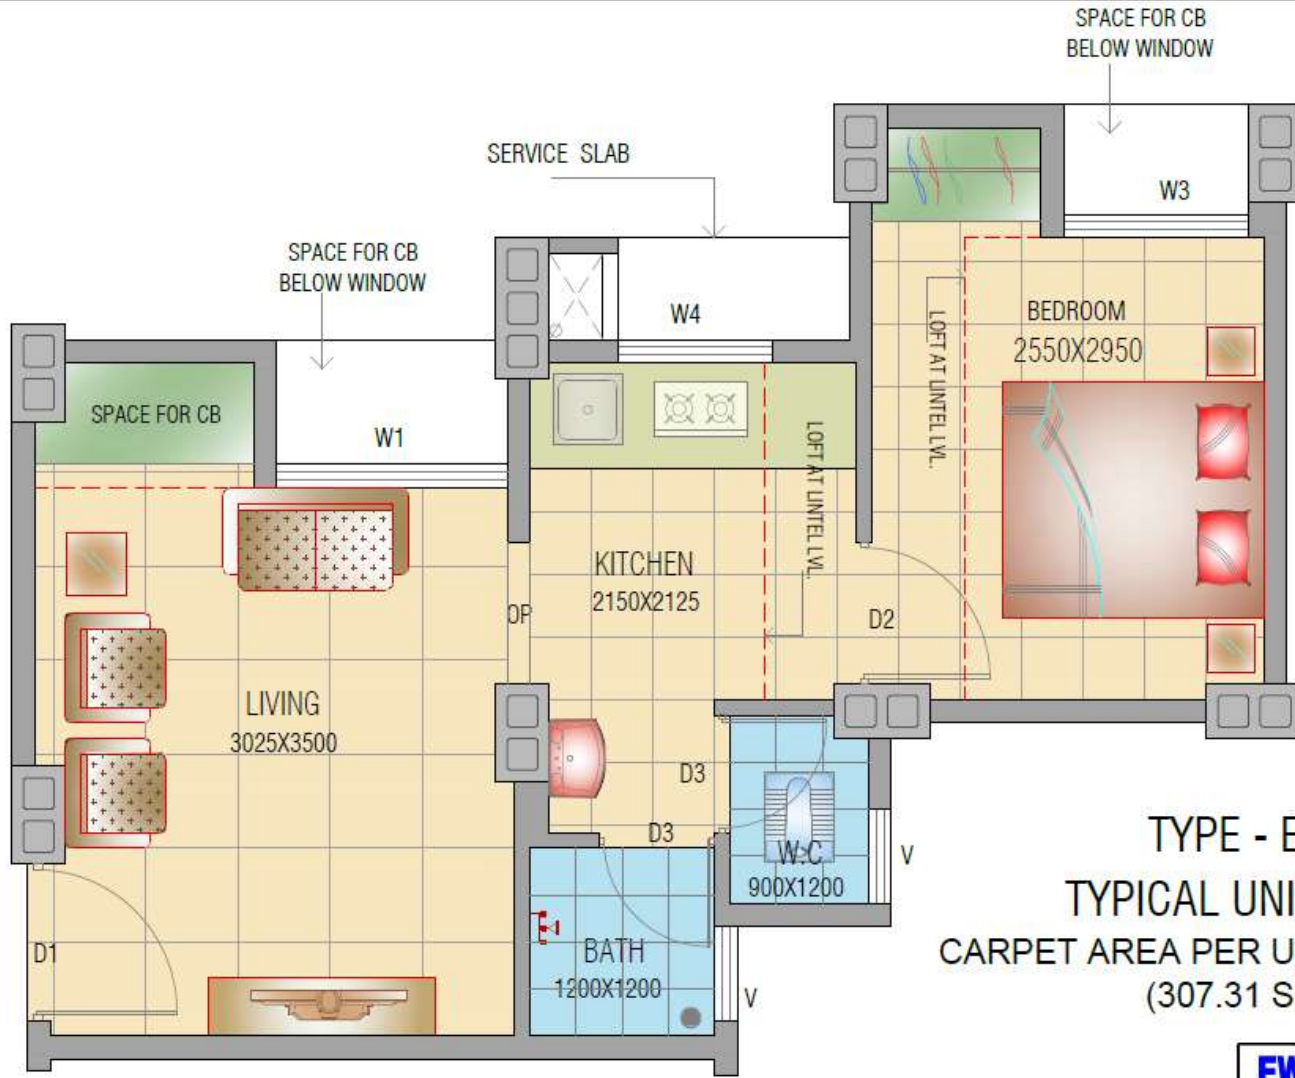 SPACE FOR CB
BELOW WINDOW
SERVICE SLAB
W3
SPACE FOR CB
BELOW WINDOW
W4
BEDROOM
2550X2950
LOFT AT LINTEL LVL.
SPACE FOR CB
W1
LOFT AT LINTEL LVL.
KITCHEN
2150X2125
OP
D2
LIVING
3025X3500
D3
D3
W.C
900X1200
V
D1
BATH
1200X1200
V
TYPE - E
TYPICAL UNI
CARPET AREA PER U
(307.31 S
EW